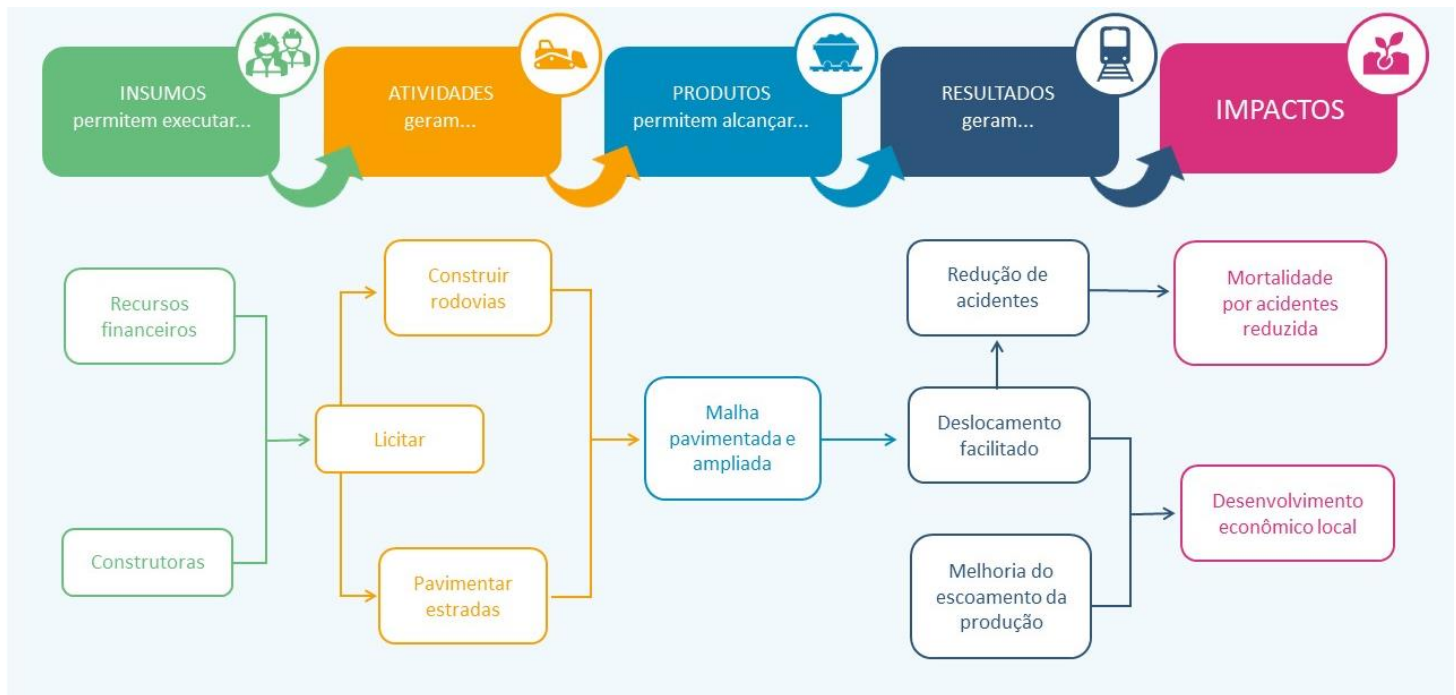 INSUMOS
permitem executar...
ATIVIDADES
geram...
PRODUTOS
permitem alcançar...
RESULTADOS
geram...
IMPACTOS
Recursos
financeiros
Construtoras
Construir
rodovias
Licitar
Pavimentar
estradas
Malha
pavimentada e
ampliada
Redução de
acidentes
Deslocamento
facilitado
Melhoria do
escoamento da
produção
Mortalidade
por acidentes
reduzida
Desenvolvimento
econômico local